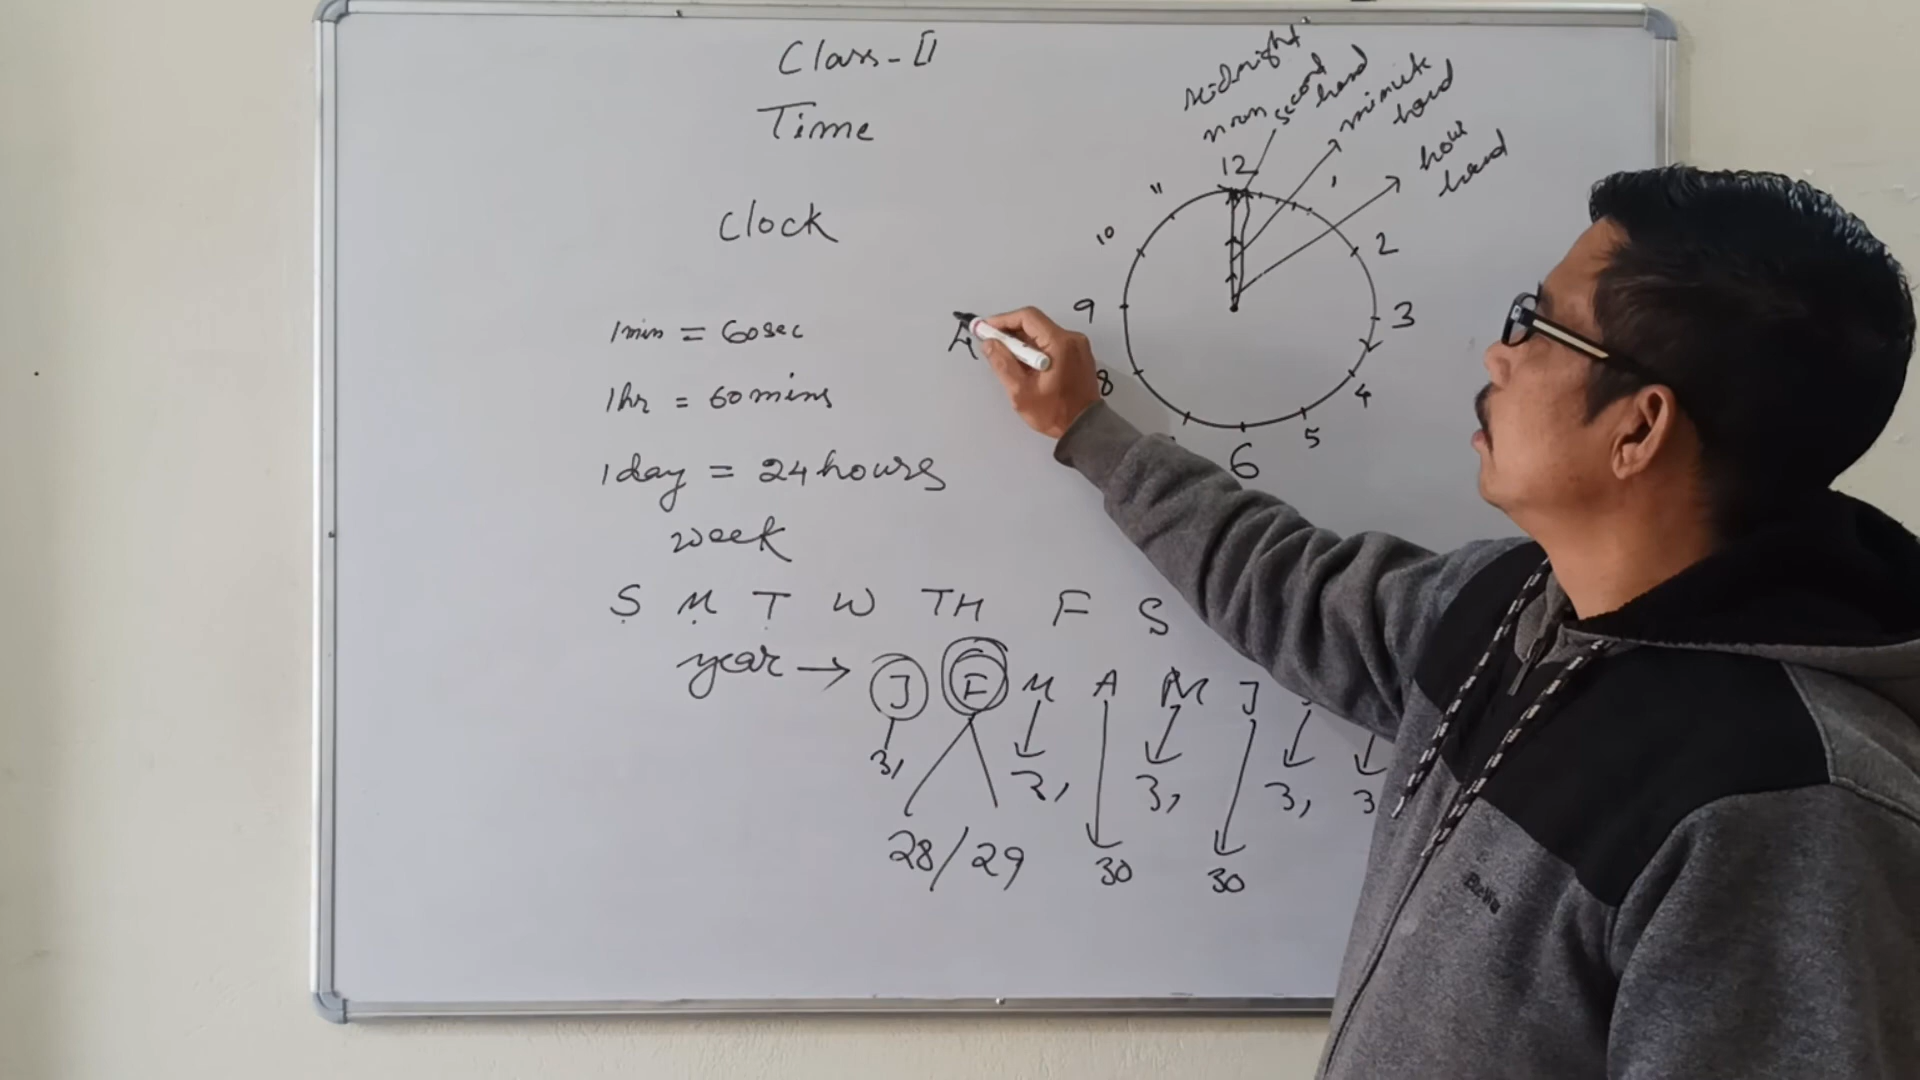 Class-II
Time
Clock
midnight
noon
second
hand
minute
hand
hour
hand
12
11
10
9
8
2
3
4
5
6
1min = 60sec
1hr = 60mins
1day = 24hours
week
S M T W TH F S
year → J F M A M J
31 28/29 31 30 31 30 31 3